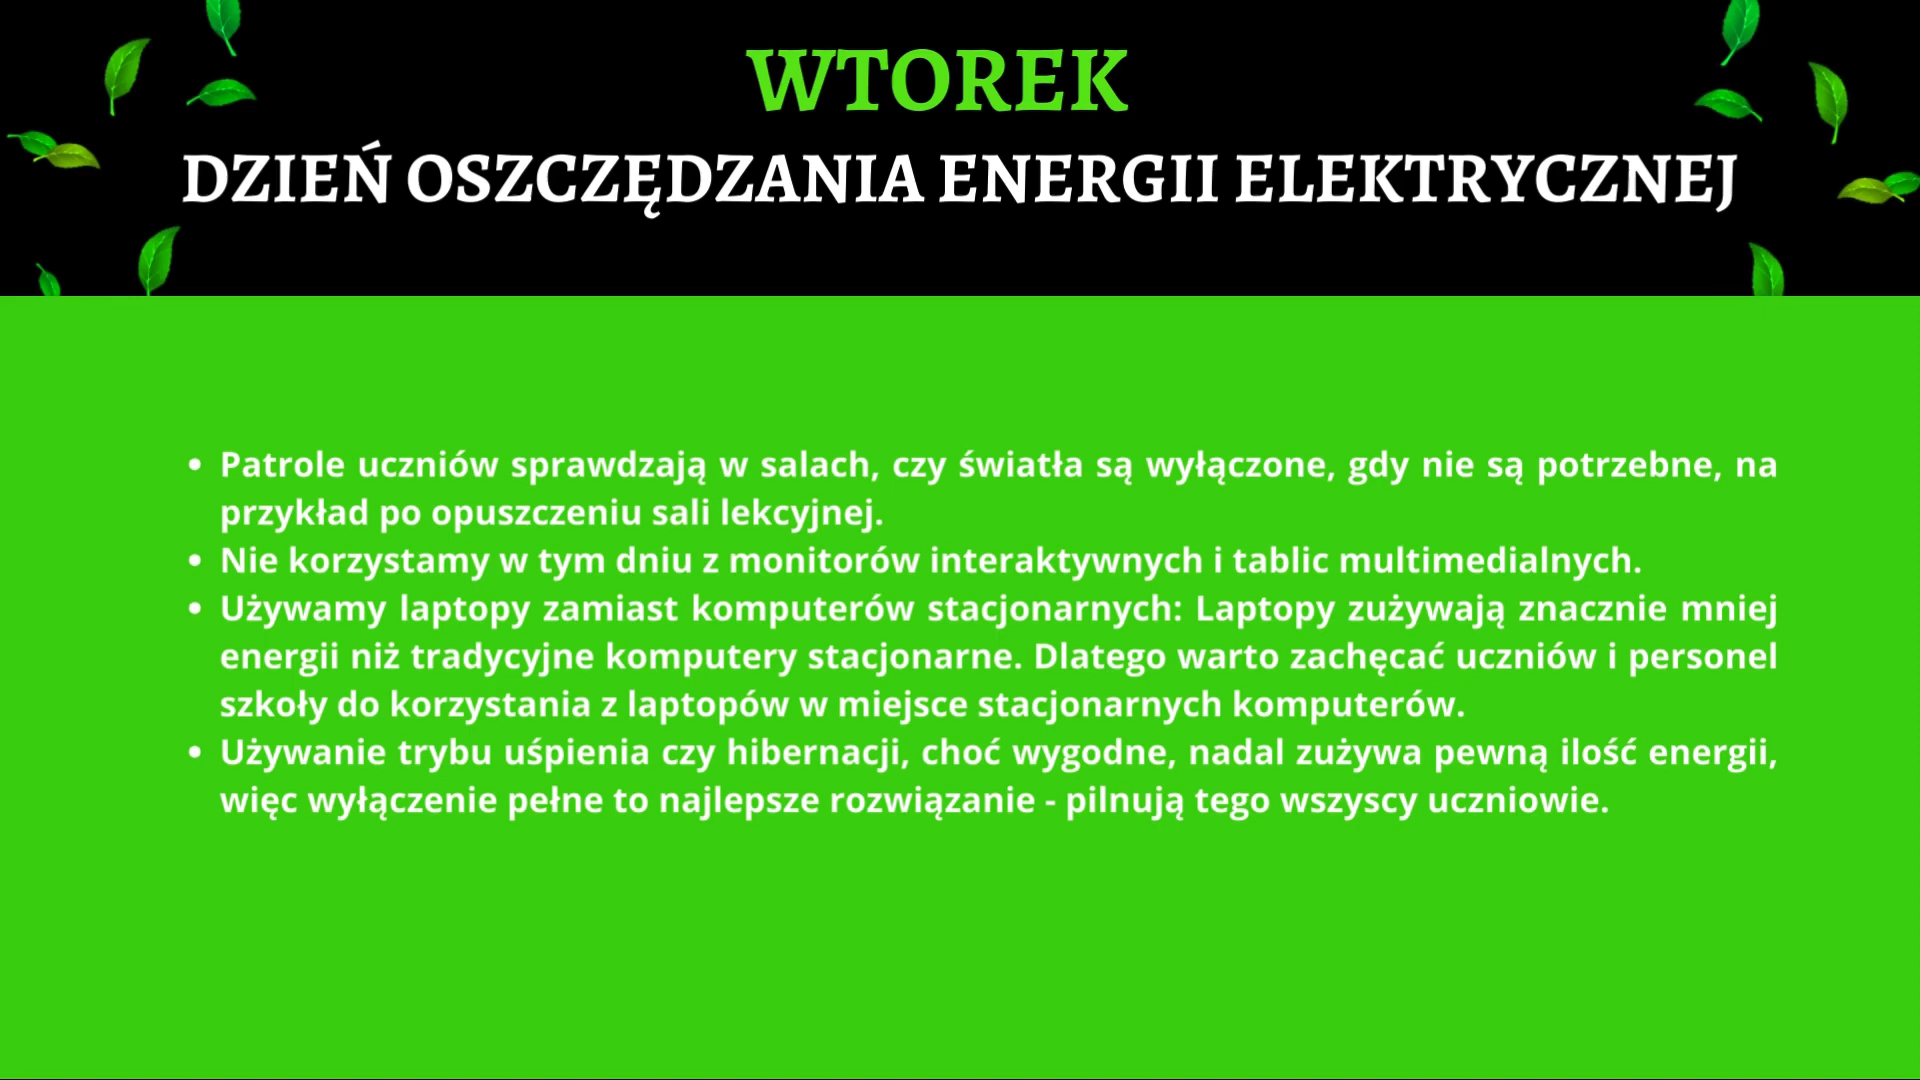 WTOREK
DZIEŃ OSZCZĘDZANIA ENERGII ELEKTRYCZNEJ
• Patrole uczniów sprawdzają w salach, czy światła są wyłączone, gdy nie są potrzebne, na
przykład po opuszczeniu sali lekcyjnej.
• Nie korzystamy w tym dniu z monitorów interaktywnych i tablic multimedialnych.
• Używamy laptopy zamiast komputerów stacjonarnych: Laptopy zużywają znacznie mniej
energii niż tradycyjne komputery stacjonarne. Dlatego warto zachęcać uczniów i personel
szkoły do korzystania z laptopów w miejsce stacjonarnych komputerów.
• Używanie trybu uśpienia czy hibernacji, choć wygodne, nadal zużywa pewną ilość energii,
więc wyłączenie pełne to najlepsze rozwiązanie - pilnują tego wszyscy uczniowie.